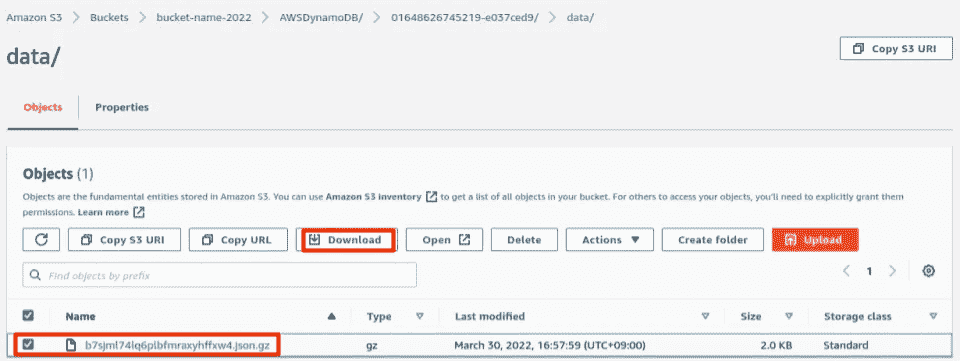 Amazon S3 > Buckets > bucket-name-2022 > AWSDynamoDB/ > 01648626745219-e037ced9/ > data/
data/
Copy S3 URI
Objects Properties
Objects (1)
Objects are the fundamental entities stored in Amazon S3. You can use Amazon S3 inventory to get a list of all objects in your bucket. For others to access your objects, you'll need to explicitly grant them
permissions. Learn more
Copy S3 URI Copy URL Download Open Delete Actions Create folder Upload
Find objects by prefix
1
Name Type Last modified Size Storage class
b7sjml74lq6plbfmraxyhffxw4.json.gz gz March 30, 2022, 16:57:59 (UTC+09:00) 2.0 KB Standard